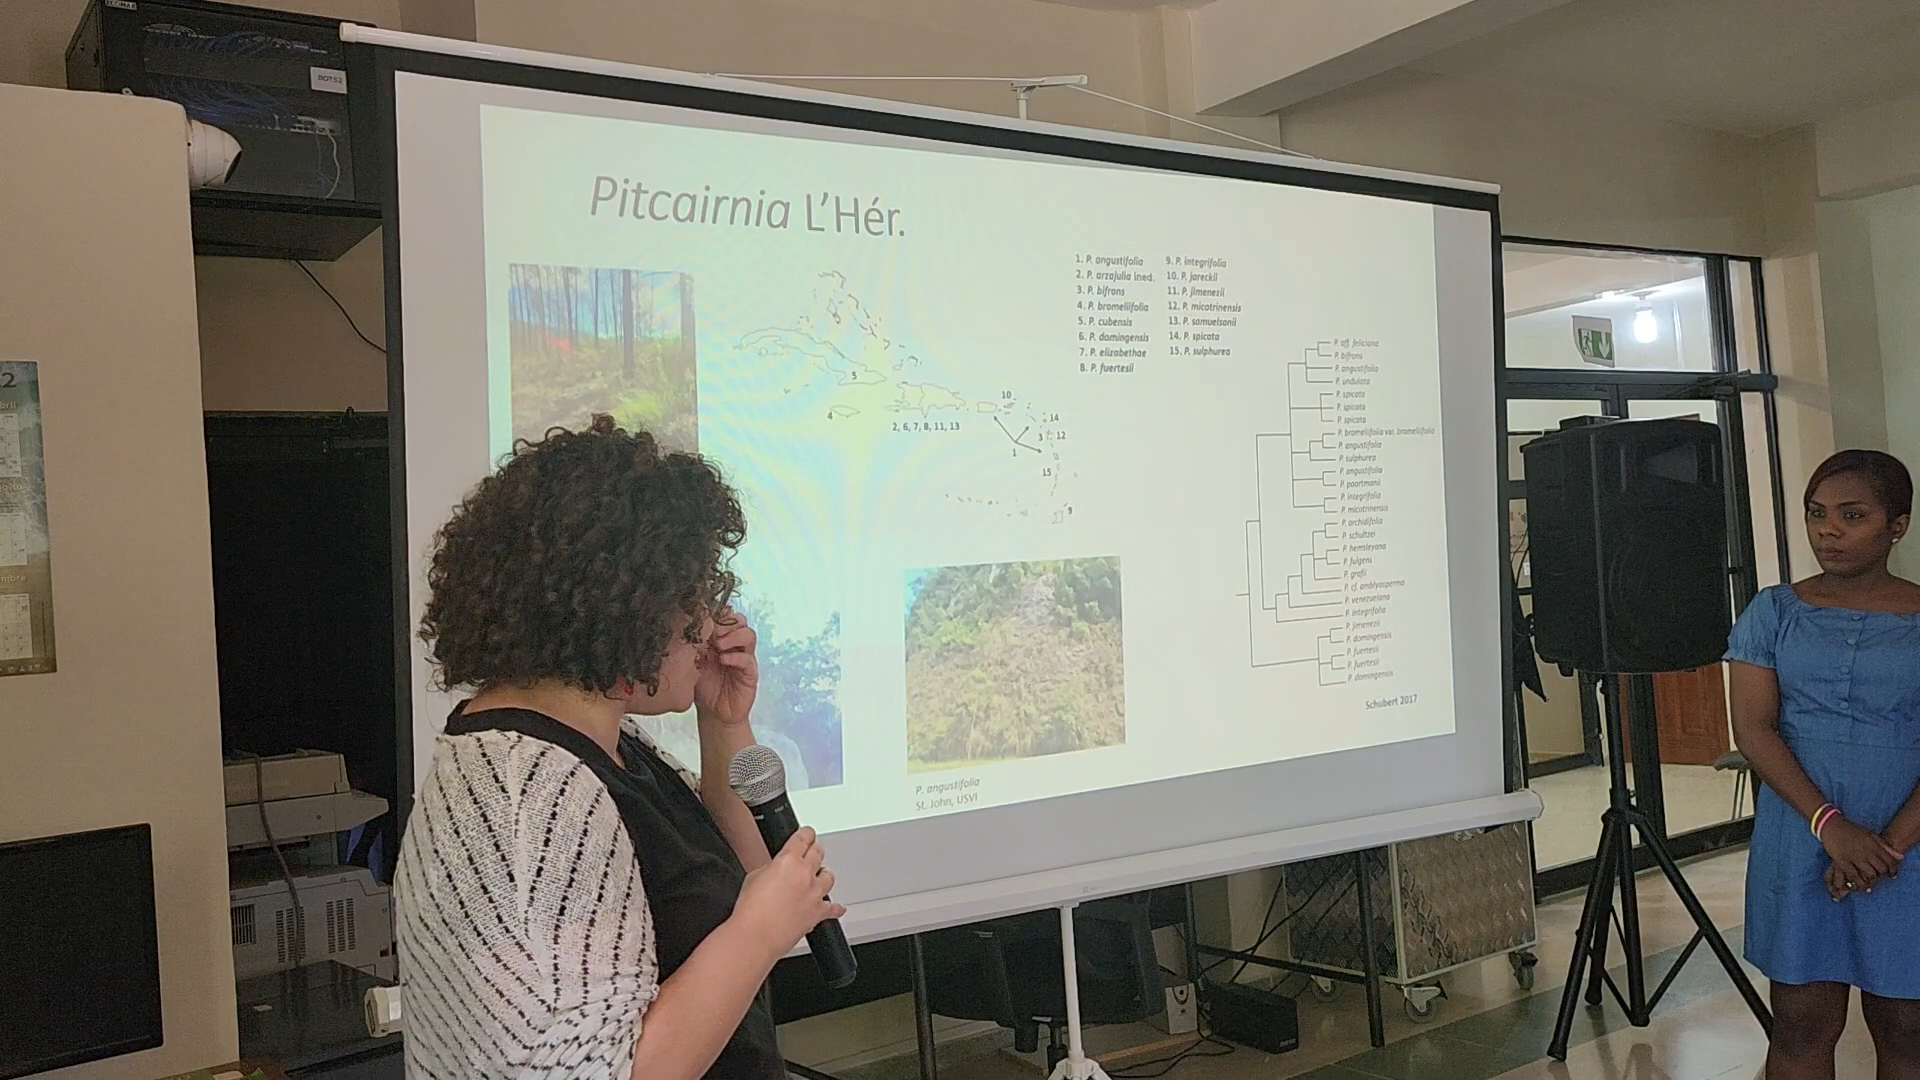 BOTS2
Pitcairnia L'Hér.
1. P. angustifolia
2. P. arzajulia ined.
3. P. bifrons
4. P. bromeliifolia
5. P. cubensis
6. P. domingensis
7. P. elizabethae
8. P. fuertesii
9. P. integrifolia
10. P. jareckii
11. P. jimenezii
12. P. micotrinensis
13. P. samuelsonii
14. P. spicata
15. P. sulphurea
5
4
2, 6, 7, 8, 11, 13
10
14
3
12
1
15
9
P. aff. feliciana
P. bifrons
P. angustifolia
P. undulata
P. spicata
P. spicata
P. spicata
P. bromeliifolia var. bromeliifolia
P. angustifolia
P. sulphurea
P. angustifolia
P. poortmanii
P. integrifolia
P. micotrinensis
P. orchidifolia
P. schultzei
P. hemsleyana
P. fulgens
P. grafii
P. cf. amblyosperma
P. venezuelana
P. integrifolia
P. jimenezii
P. domingensis
P. fuertesii
P. fuertesii
P. domingensis
Schubert 2017
P. angustifolia
St. John, USVI